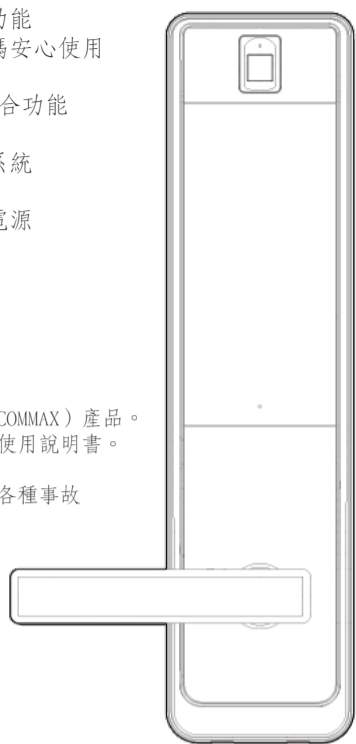 功能
碼安心使用
合功能
系統
電源
COMMAX）產品。
使用說明書。
各種事故